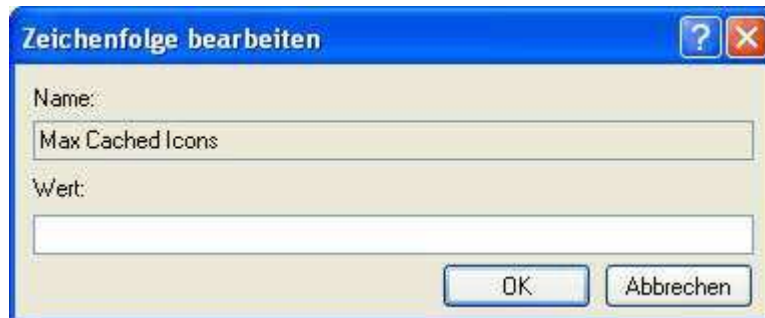 Zeichenfolge bearbeiten
Name:
Max Cached Icons
Wert:
OK Abbrechen